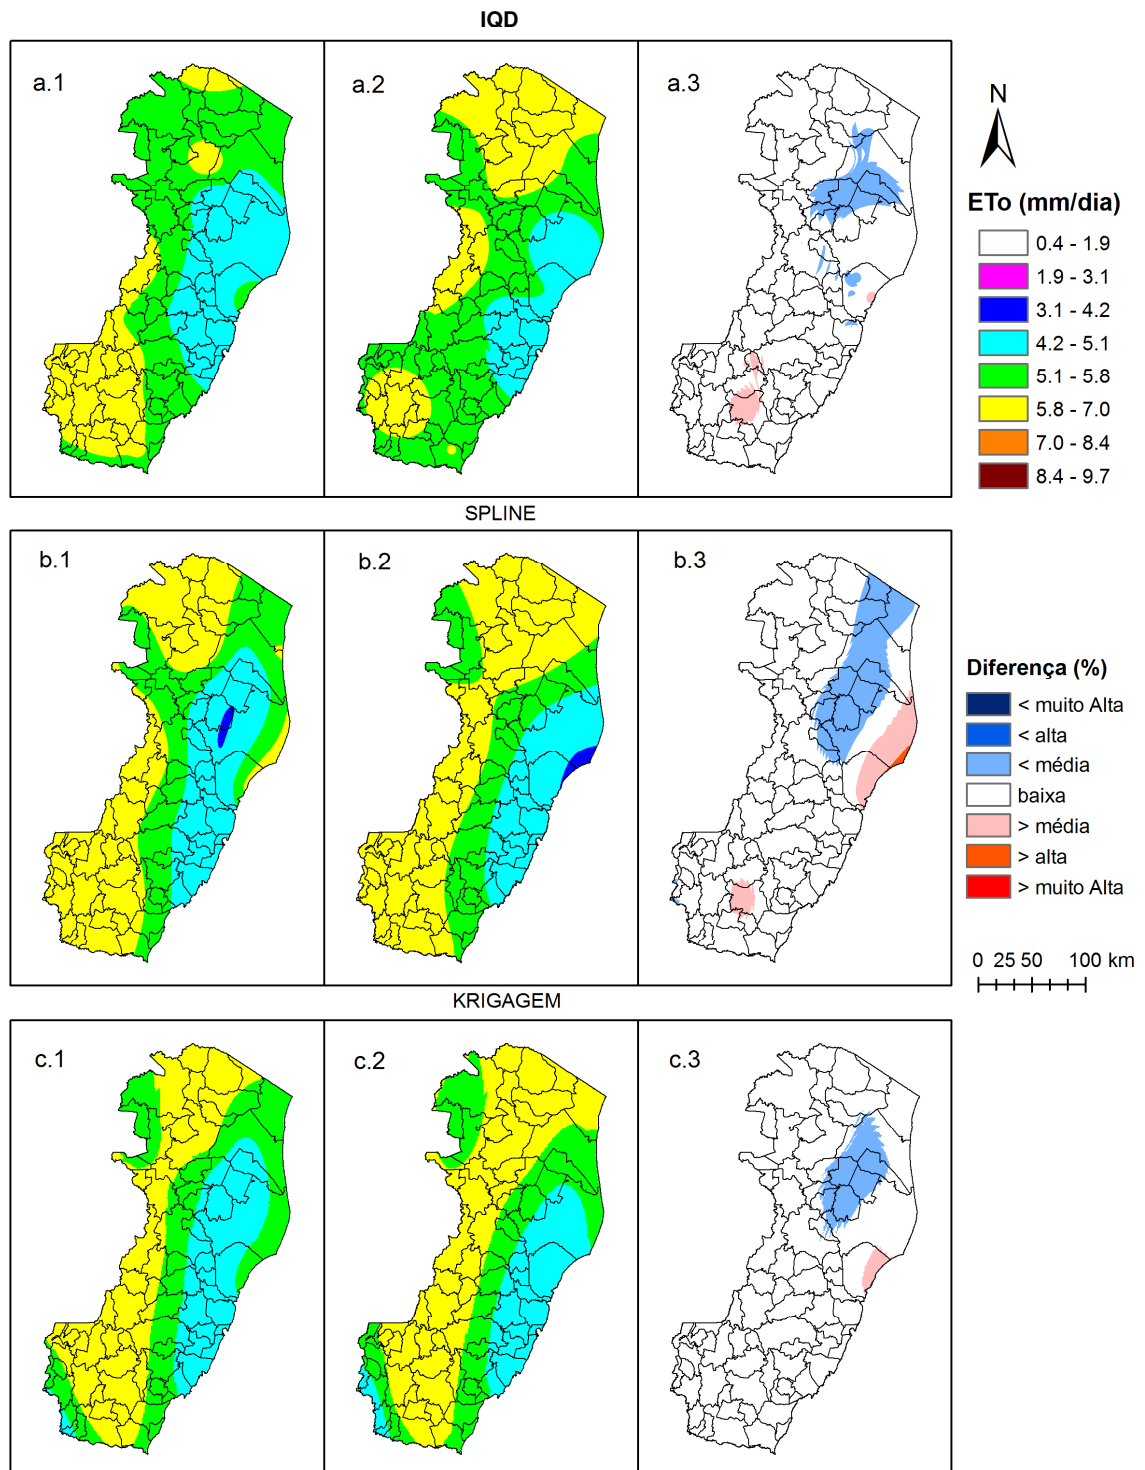 IQD
a.1
a.2
a.3
N
ETo (mm/dia)
0.4 - 1.9
1.9 - 3.1
3.1 - 4.2
4.2 - 5.1
5.1 - 5.8
5.8 - 7.0
7.0 - 8.4
8.4 - 9.7
SPLINE
b.1
b.2
b.3
Diferença (%)
< muito Alta
< alta
< média
baixa
> média
> alta
> muito Alta
0 25 50 100 km
KRIGAGEM
c.1
c.2
c.3